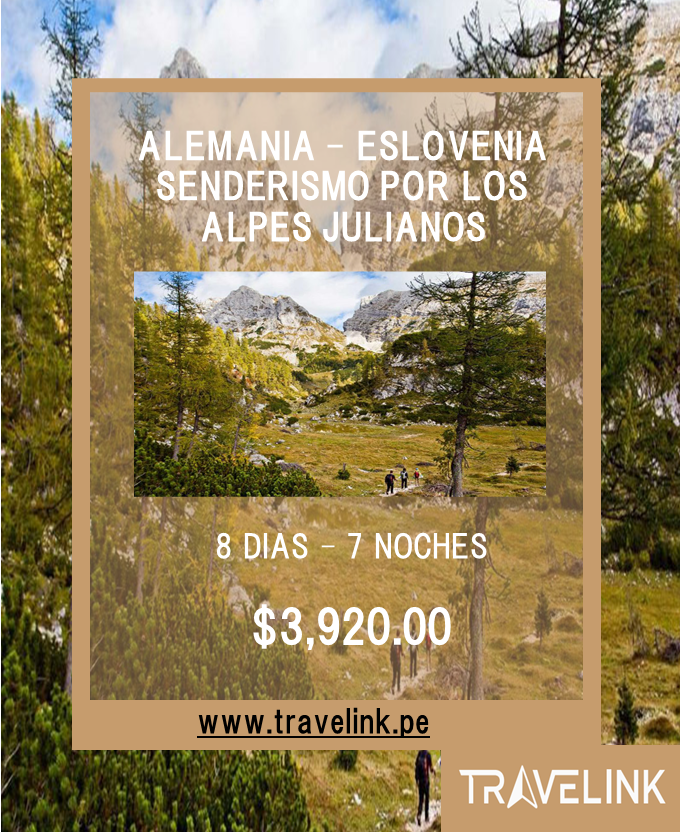 ALEMANIA - ESLOVENIA
SENDERISMO POR LOS
ALPES JULIANOS
8 DIAS - 7 NOCHES
$3,920.00
www.travelink.pe
TRAVELINK